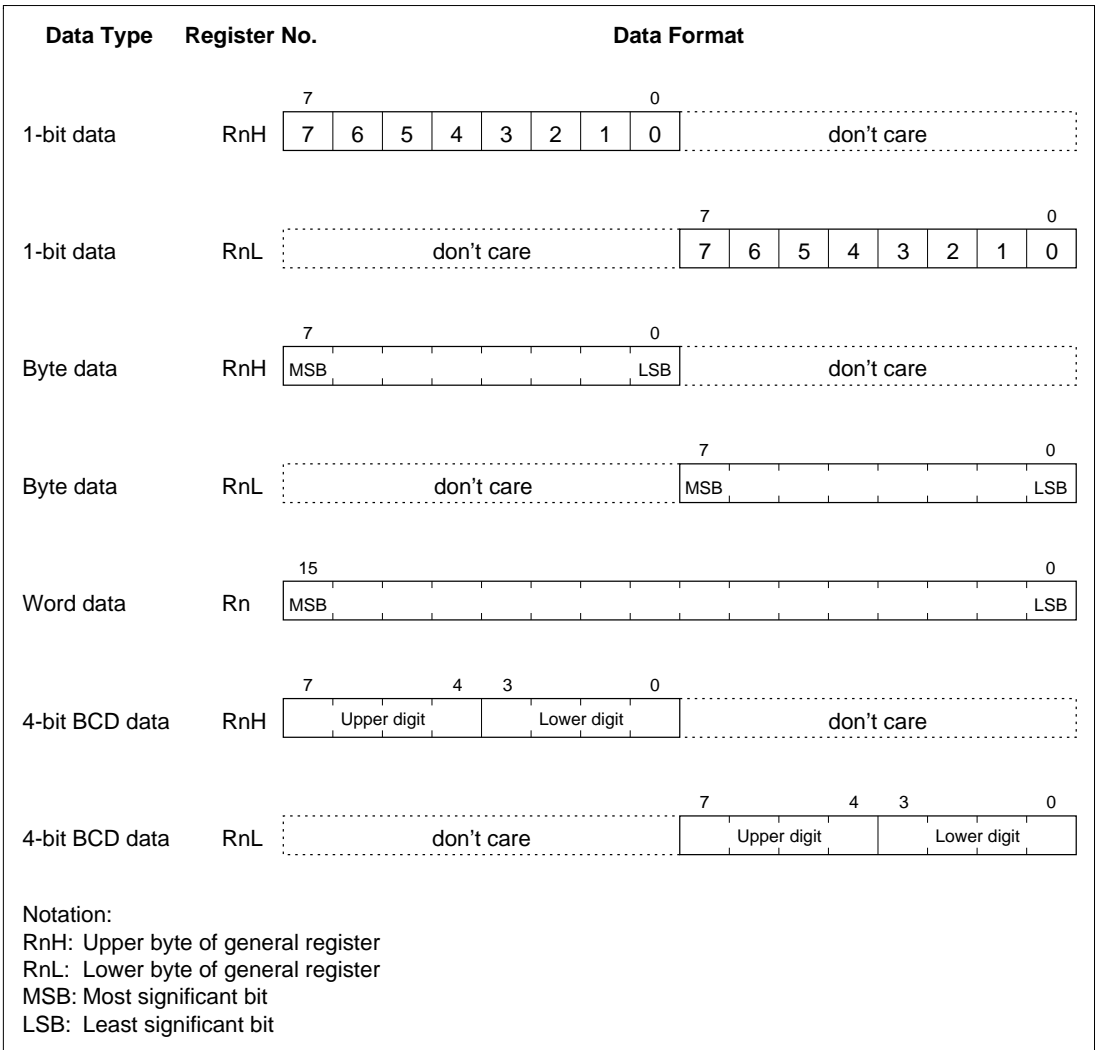 Data Type Register No. Data Format
7 0
1-bit data RnH 7 6 5 4 3 2 1 0 don't care
7 0
1-bit data RnL don't care 7 6 5 4 3 2 1 0
7 0
Byte data RnH MSB LSB don't care
7 0
Byte data RnL don't care MSB LSB
15 0
Word data Rn MSB LSB
7 4 3 0
4-bit BCD data RnH Upper digit Lower digit don't care
7 4 3 0
4-bit BCD data RnL don't care Upper digit Lower digit
Notation:
RnH: Upper byte of general register
RnL: Lower byte of general register
MSB: Most significant bit
LSB: Least significant bit